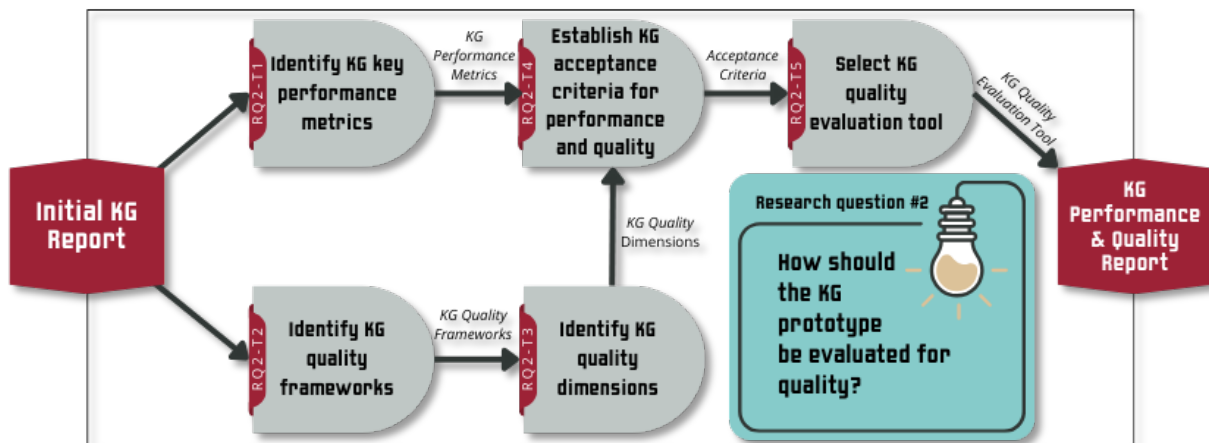 Initial KG
Report
RQ2-T1
Identify KG key
performance
metrics
KG
Performance
Metrics
RQ2-T4
Establish KG
acceptance
criteria for
performance
and quality
Acceptance
Criteria
RQ2-T5
Select KG
quality
evaluation tool
KG Quality
Evaluation Tool
KG
Performance
& Quality
Report
RQ2-T2
Identify KG
quality
frameworks
KG Quality
Frameworks
RQ2-T3
Identify KG
quality
dimensions
KG Quality
Dimensions
Research question #2
How should
the KG
prototype
be evaluated for
quality?